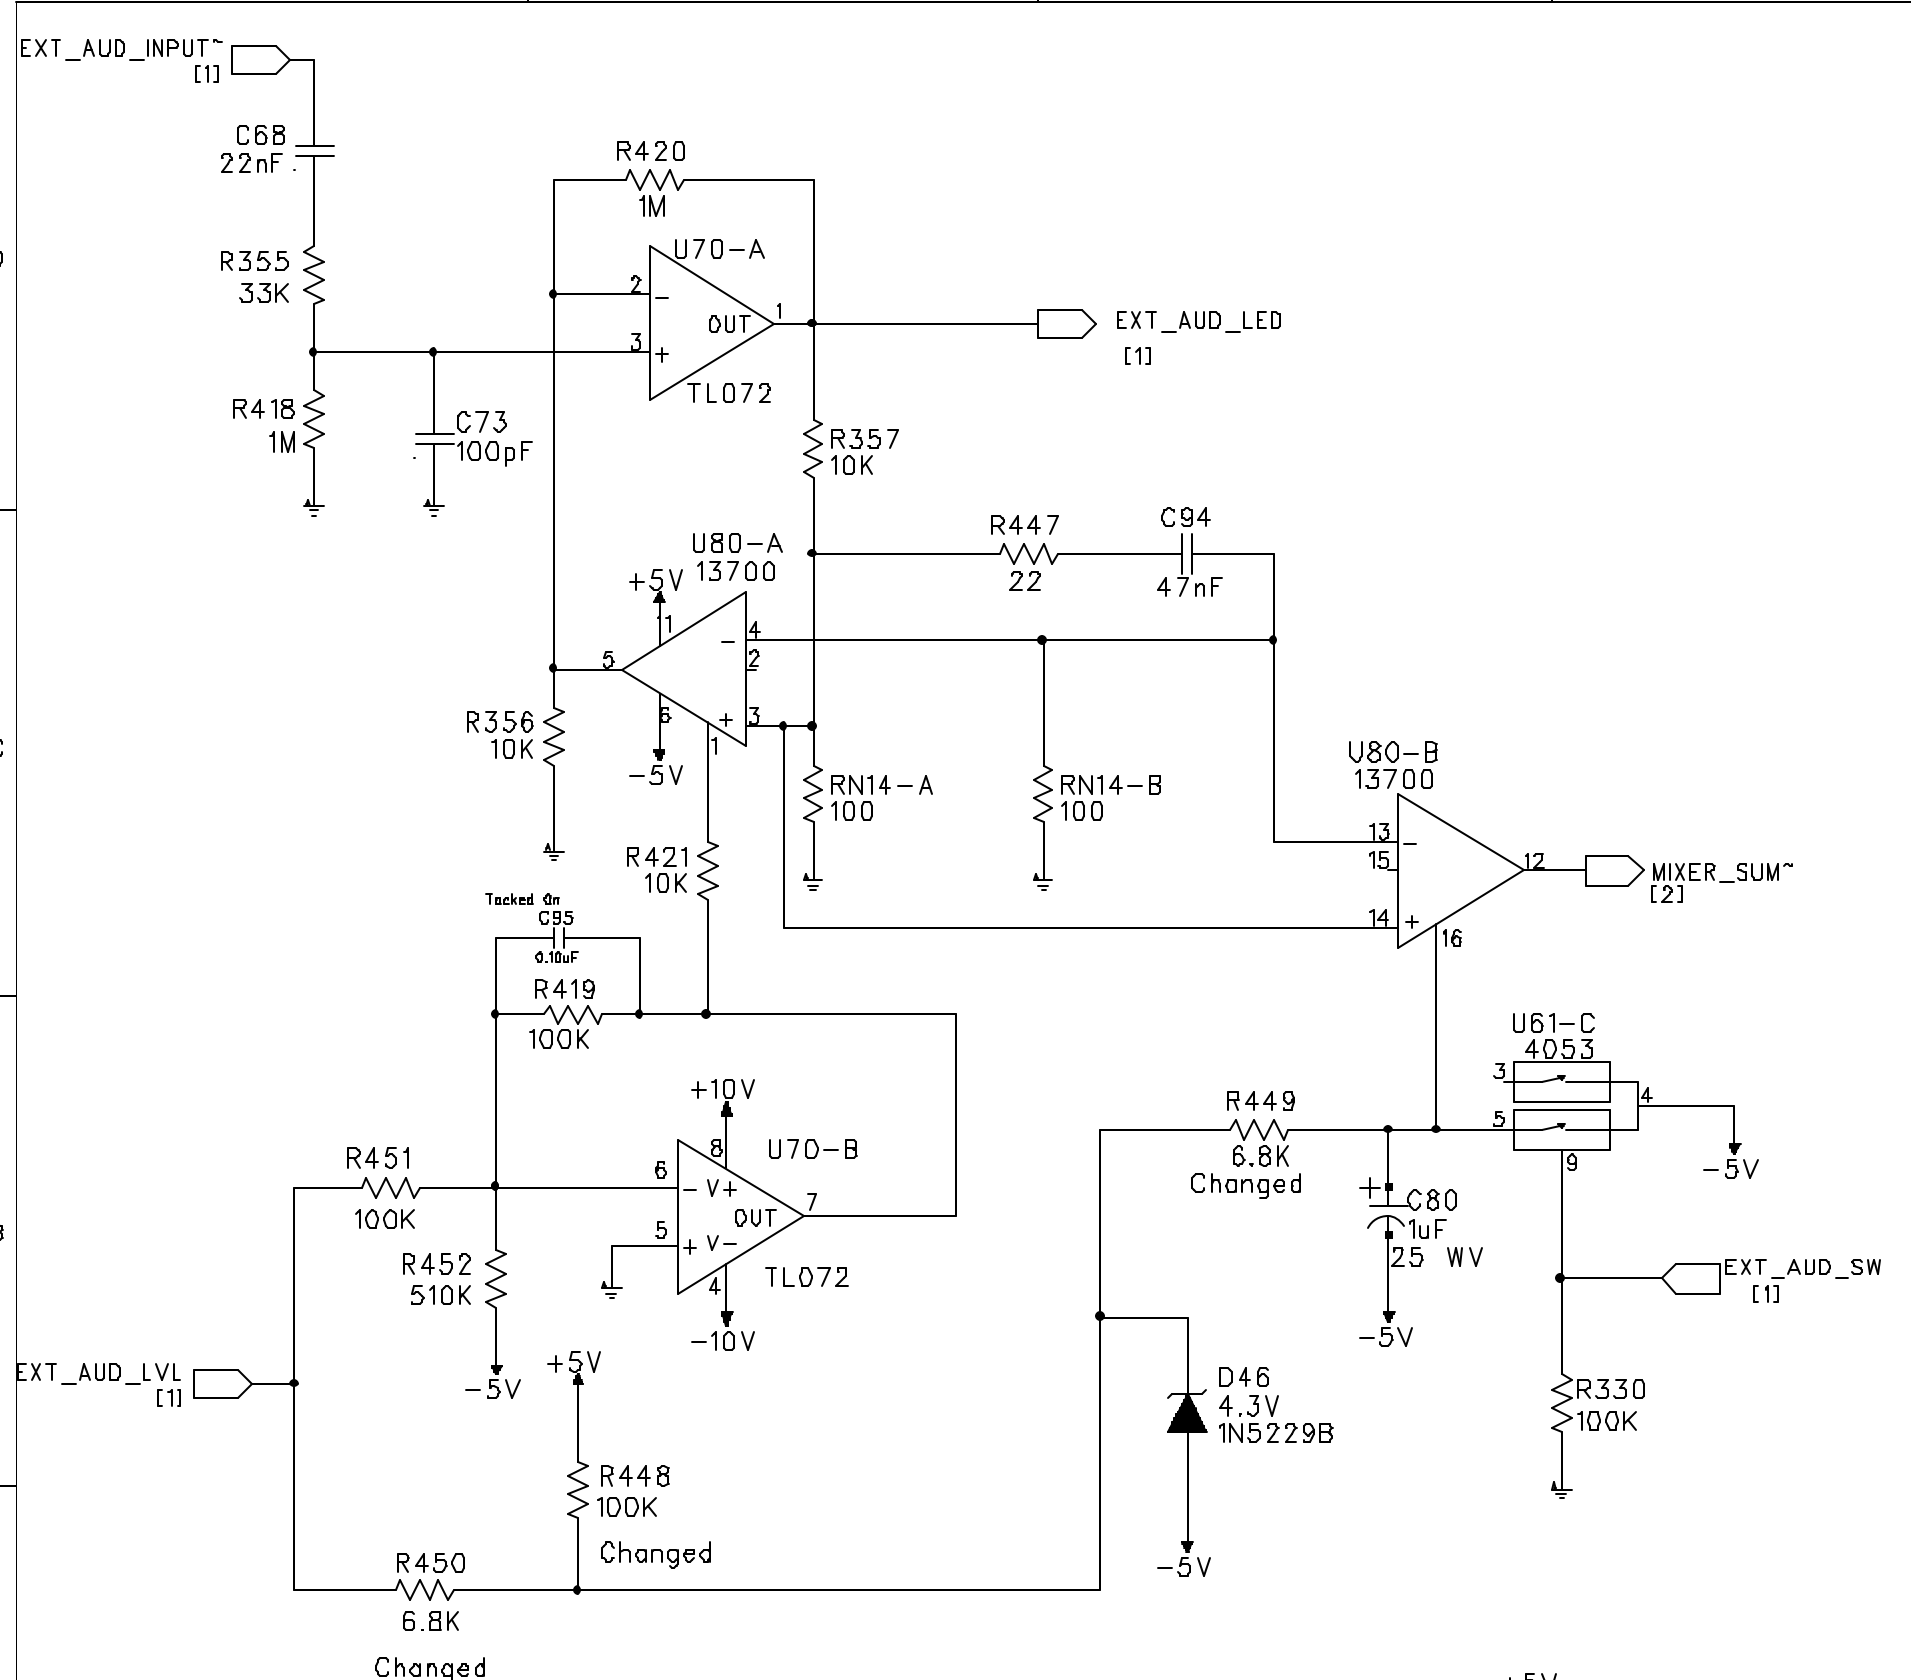 EXT_AUD_INPUT~
[1]
C68
22nF
R420
1M
U70-A
2
-
OUT
1
3
+
TL072
EXT_AUD_LED
[1]
R355
33K
R418
1M
C73
100pF
R357
10K
R447
22
C94
47nF
U80-A
13700
+5V
11
-
4
2
5
6
+
3
1
-5V
R356
10K
RN14-A
100
RN14-B
100
U80-B
13700
13
-
15
12
14
+
16
MIXER_SUM~
[2]
R421
10K
Tacked On
C95
0.10uF
R419
100K
U61-C
4053
3
4
5
9
-5V
+10V
8
U70-B
6
- V+
OUT
7
5
+ V-
4
TL072
-10V
R451
100K
R452
510K
-5V
R449
6.8K
Changed
+
C80
1uF
25 WV
-5V
EXT_AUD_SW
[1]
EXT_AUD_LVL
[1]
+5V
D46
4.3V
1N5229B
-5V
R330
100K
R448
100K
Changed
R450
6.8K
Changed
+5V